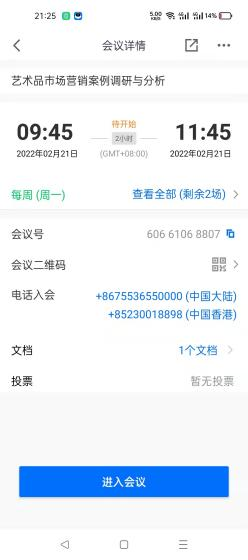 21:25
5.00 KB/S 14%
会议详情
艺术品市场营销案例调研与分析
待开始
09:45 2小时 11:45
2022年02月21日 (GMT+08:00) 2022年02月21日
每周 (周一) 查看全部 (剩余2场)
会议号 606 6106 8807
会议二维码
电话入会 +8675536550000 (中国大陆)
+85230018898 (中国香港)
文档 1个文档
投票 暂无投票
进入会议